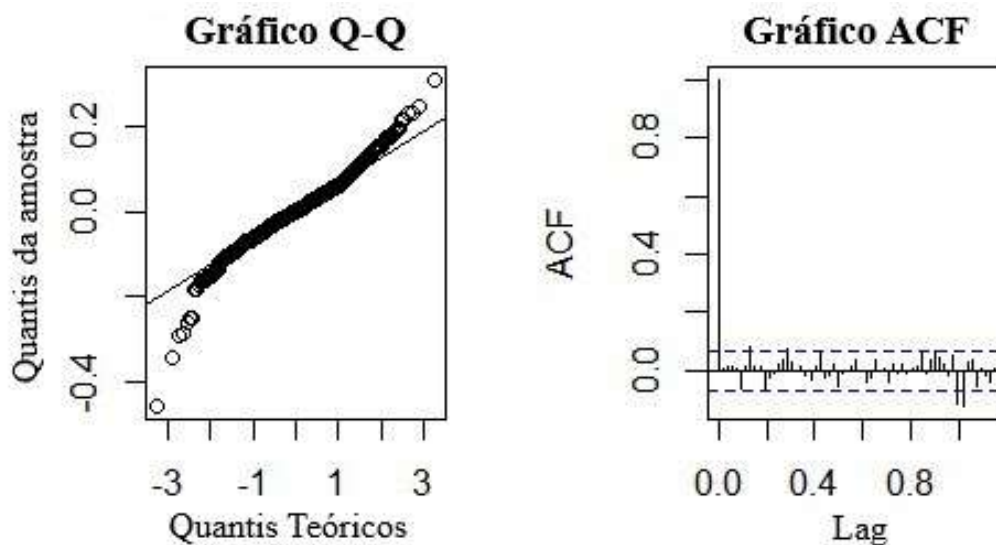 Gráfico Q-Q
Quantis da amostra
0.2
0.0
-0.4
-3
-1
1
3
Quantis Teóricos
Gráfico ACF
ACF
0.8
0.4
0.0
0.0
0.4
0.8
Lag